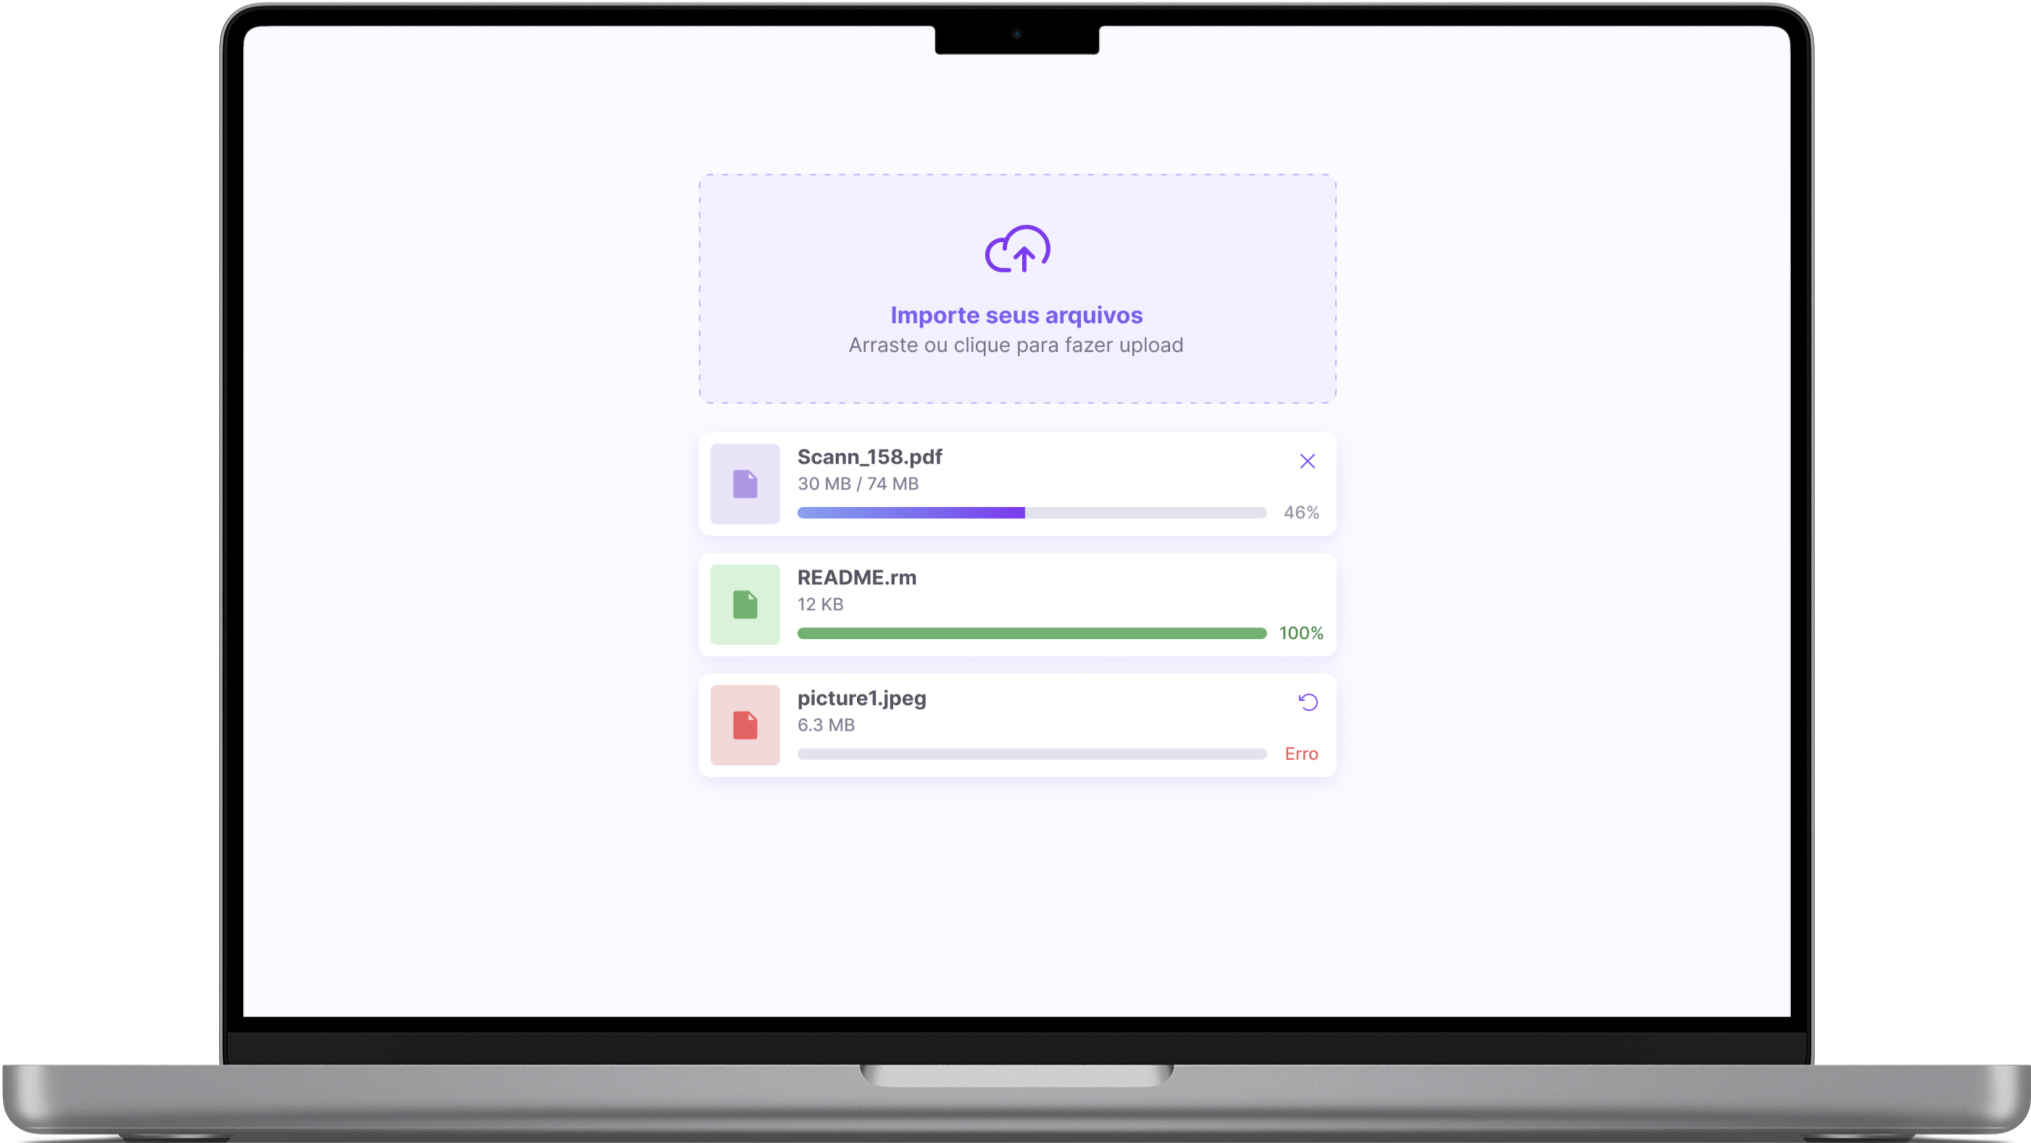 Importe seus arquivos
Arraste ou clique para fazer upload
Scann_158.pdf
30 MB / 74 MB
46%
README.rm
12 KB
100%
picture1.jpeg
6.3 MB
Erro